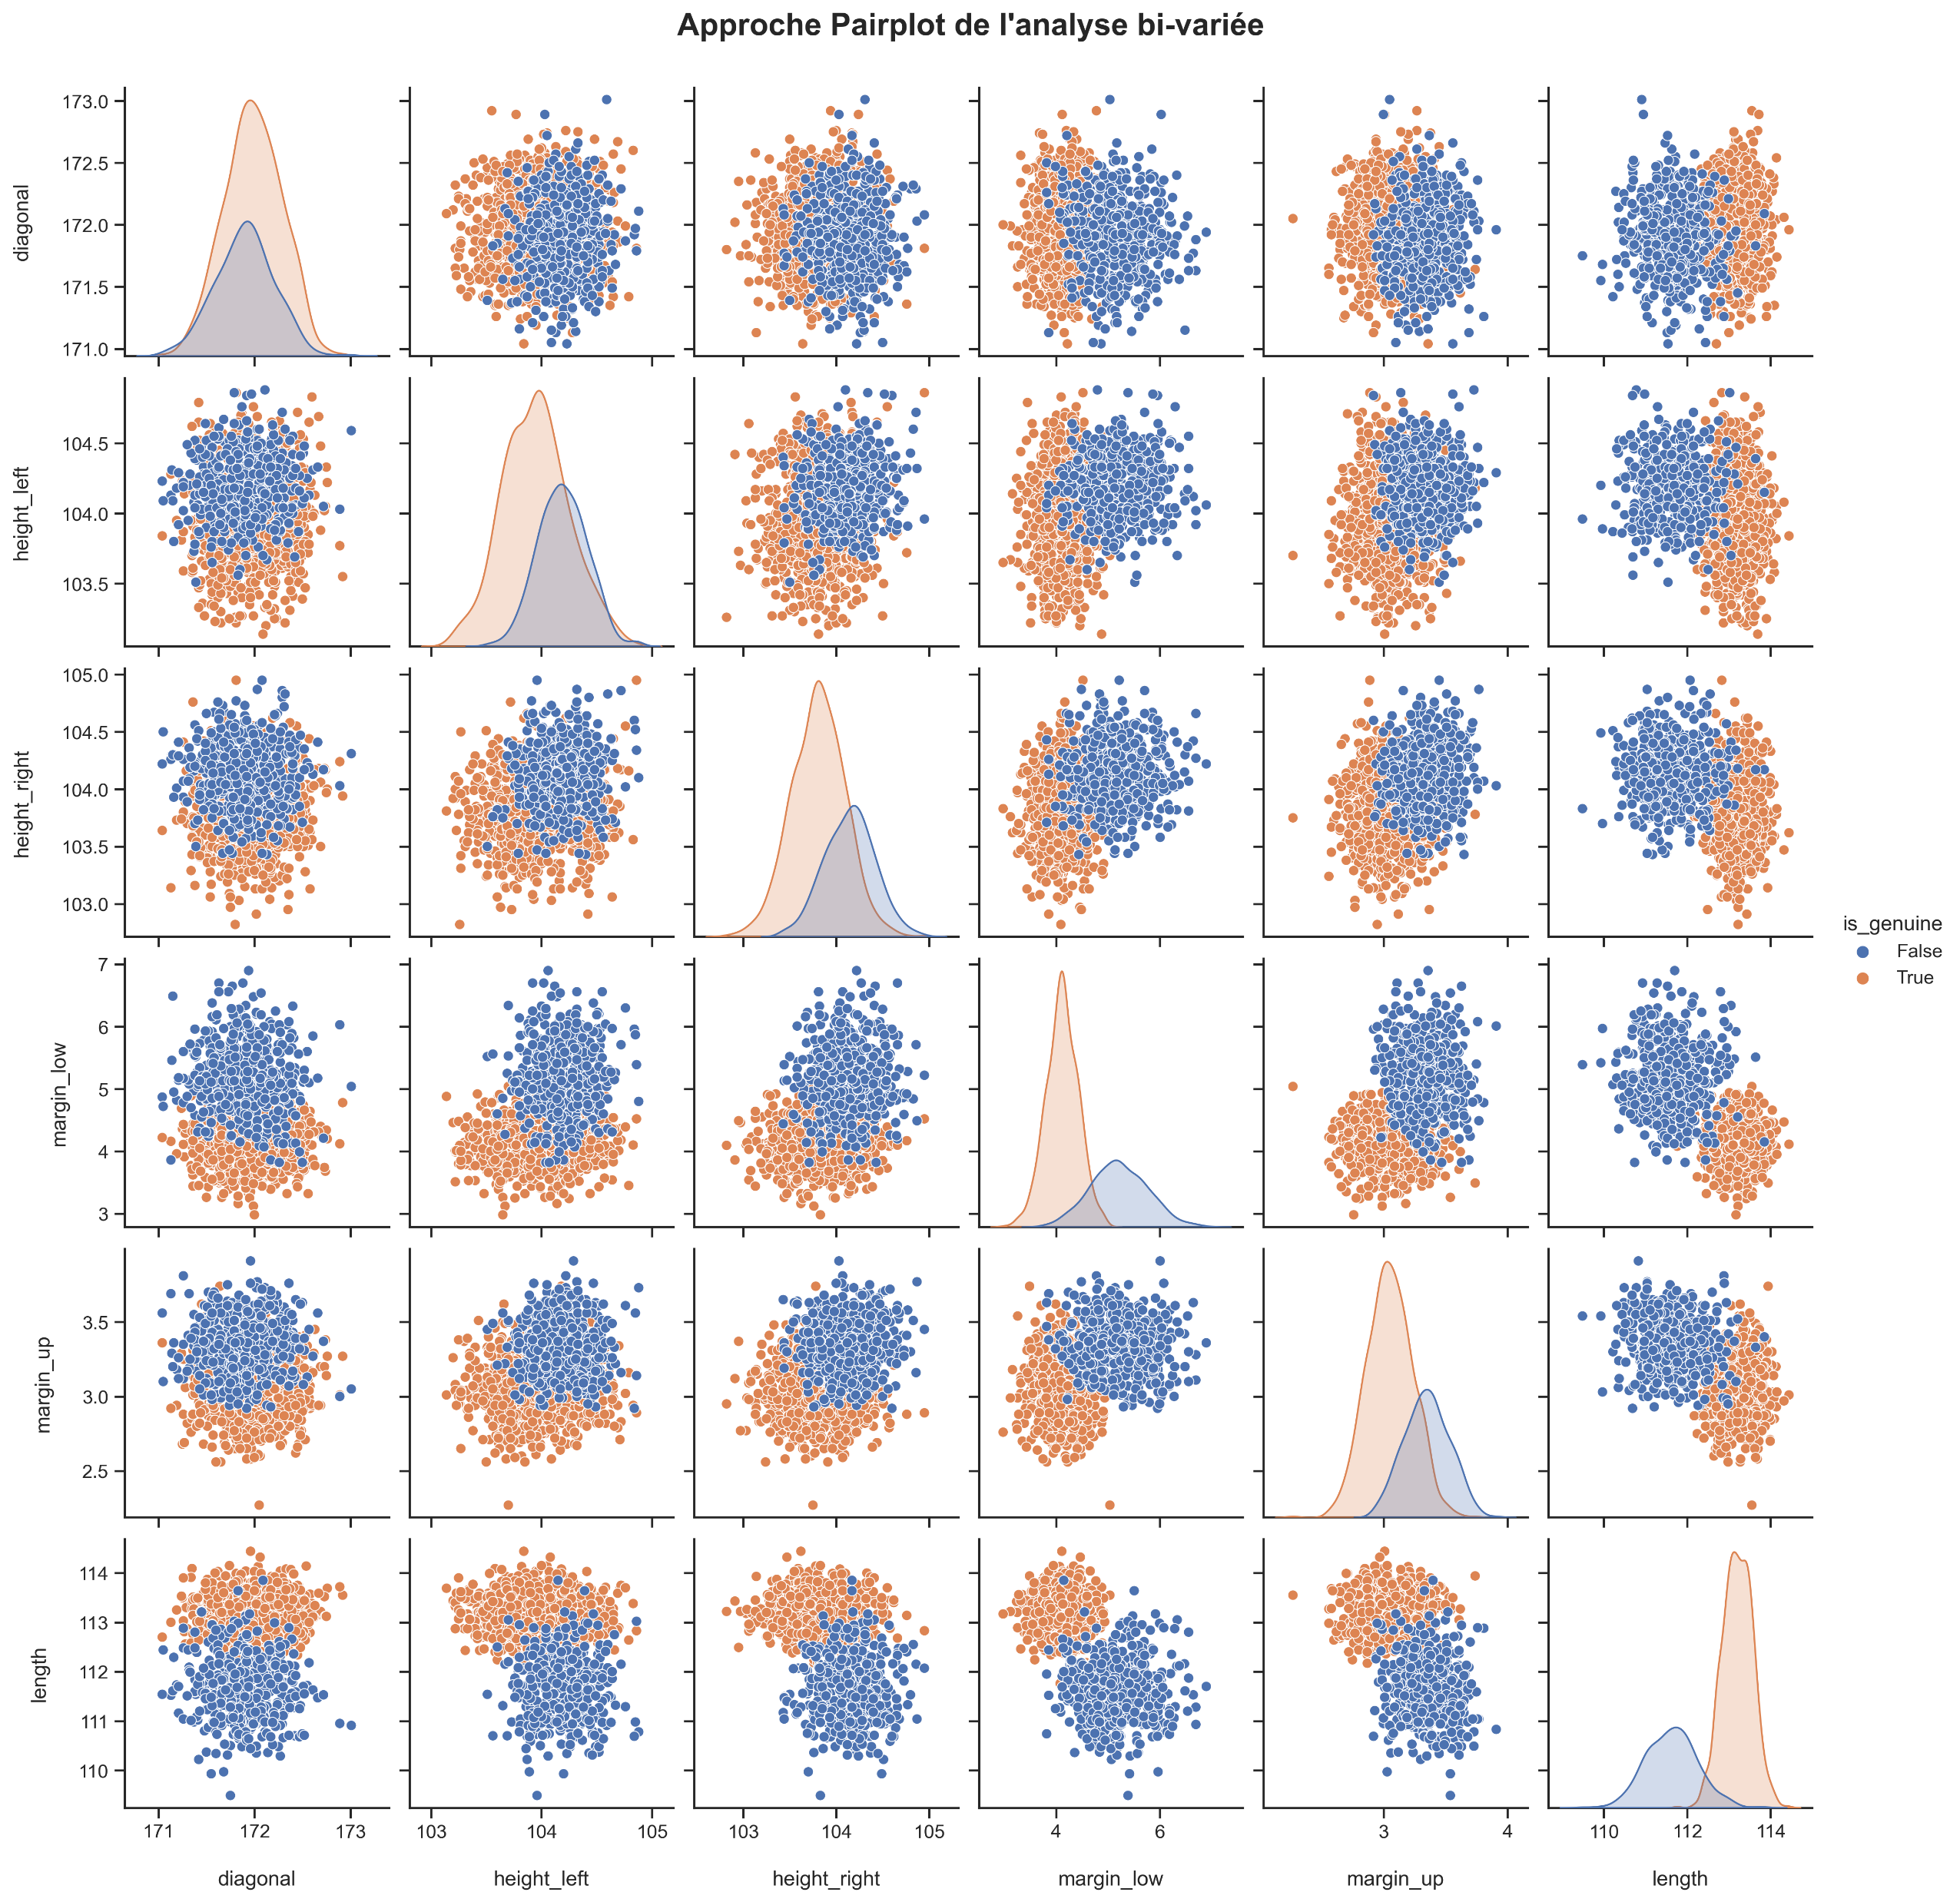 Approche Pairplot de l'analyse bi-variée
173.0
172.5
172.0
171.5
171.0
diagonal
104.5
104.0
103.5
height_left
105.0
104.5
104.0
103.5
103.0
height_right
is_genuine
False
True
7
6
5
4
3
margin_low
3.5
3.0
2.5
margin_up
114
113
112
111
110
length
171 172 173 103 104 105 103 104 105 4 6 3 4 110 112 114
diagonal height_left height_right margin_low margin_up length